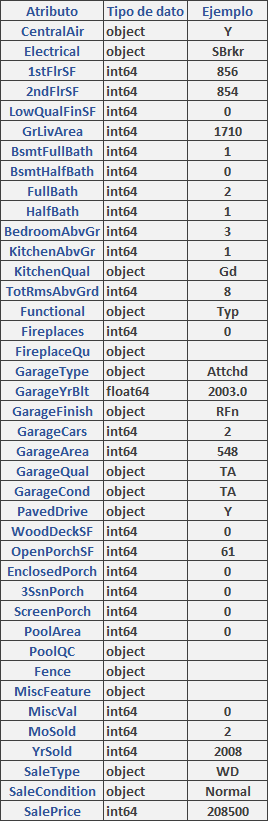 Atributo Tipo de dato Ejemplo
CentralAir object Y
Electrical object SBrkr
1stFlrSF int64 856
2ndFlrSF int64 854
LowQualFinSF int64 0
GrLivArea int64 1710
BsmtFullBath int64 1
BsmtHalfBath int64 0
FullBath int64 2
HalfBath int64 1
BedroomAbvGr int64 3
KitchenAbvGr int64 1
KitchenQual object Gd
TotRmsAbvGrd int64 8
Functional object Typ
Fireplaces int64 0
FireplaceQu object
GarageType object Attchd
GarageYrBlt float64 2003.0
GarageFinish object RFn
GarageCars int64 2
GarageArea int64 548
GarageQual object TA
GarageCond object TA
PavedDrive object Y
WoodDeckSF int64 0
OpenPorchSF int64 61
EnclosedPorch int64 0
3SsnPorch int64 0
ScreenPorch int64 0
PoolArea int64 0
PoolQC object
Fence object
MiscFeature object
MiscVal int64 0
MoSold int64 2
YrSold int64 2008
SaleType object WD
SaleCondition object Normal
SalePrice int64 208500